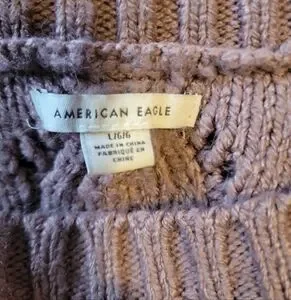 AMERICAN EAGLE
L/G/G
MADE IN CHINA
FABRIQUÉ EN
CHINE